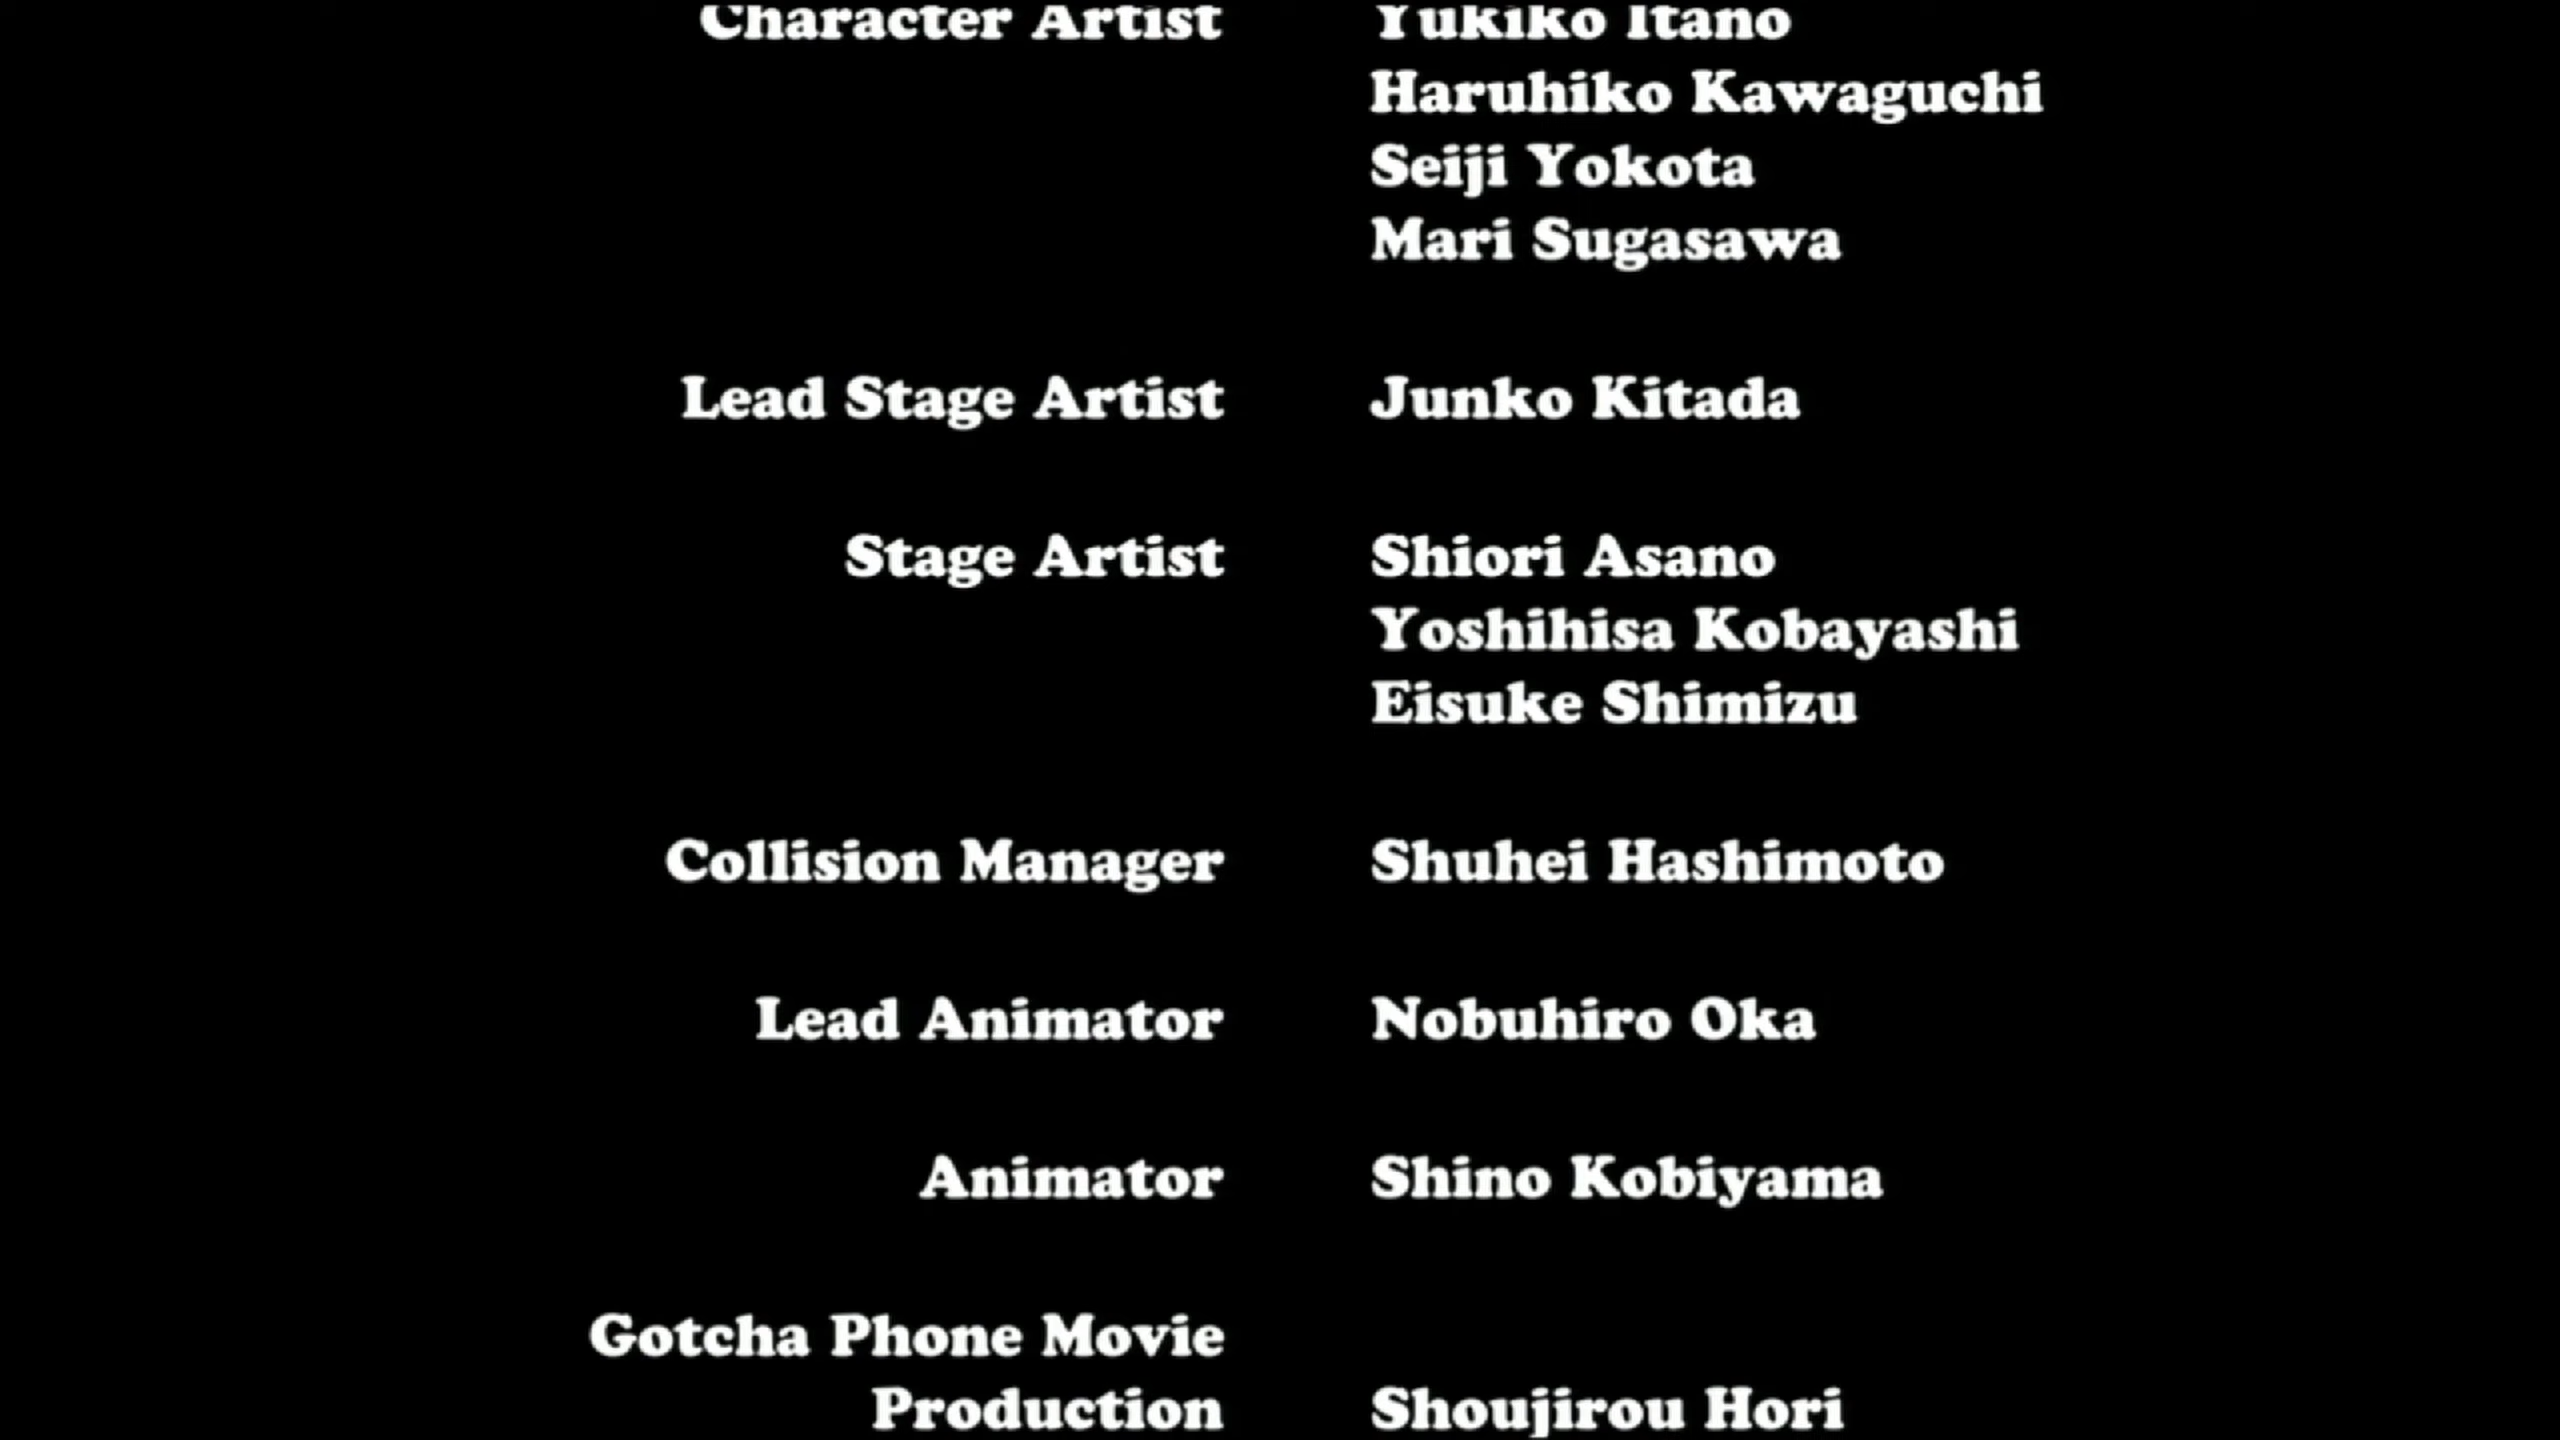 Character Artist Yukiko Itano
Haruhiko Kawaguchi
Seiji Yokota
Mari Sugasawa
Lead Stage Artist Junko Kitada
Stage Artist Shiori Asano
Yoshihisa Kobayashi
Eisuke Shimizu
Collision Manager Shuhei Hashimoto
Lead Animator Nobuhiro Oka
Animator Shino Kobiyama
Gotcha Phone Movie
Production Shoujirou Hori